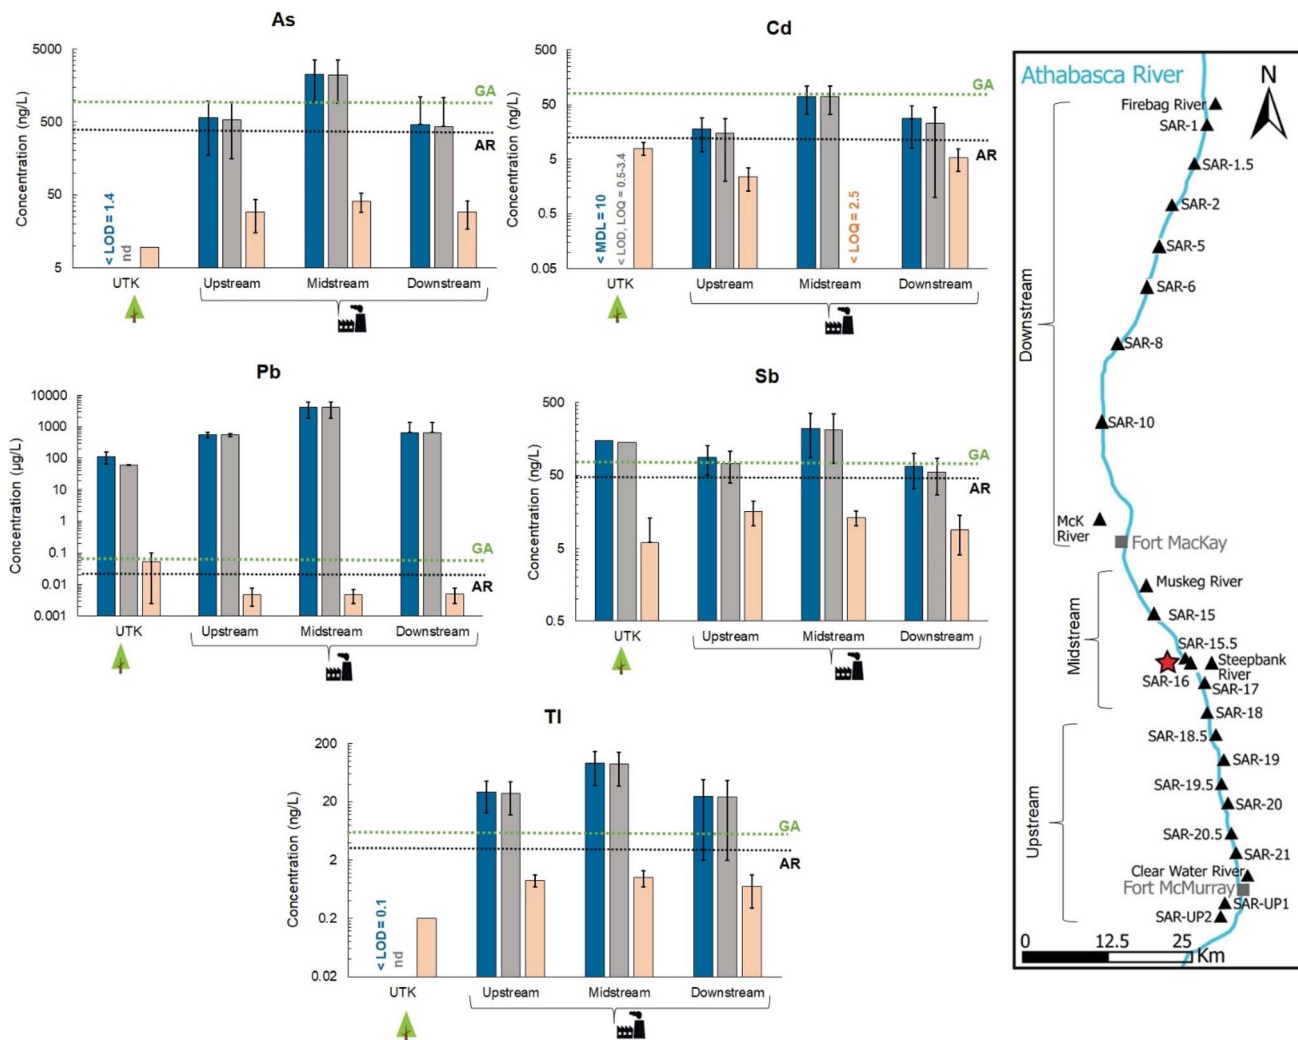 As
Concentration (ng/L)
5000
500
50
5
GA
AR
< LOD = 1.4
nd
UTK
Upstream
Midstream
Downstream
Cd
Concentration (ng/L)
500
50
5
0.5
0.05
GA
AR
< MDL = 10
< LOD, LOQ = 0.5-3.4
< LOQ = 2.5
UTK
Upstream
Midstream
Downstream
Pb
Concentration (µg/L)
10000
1000
100
10
1
0.1
0.01
0.001
GA
AR
UTK
Upstream
Midstream
Downstream
Sb
Concentration (ng/L)
500
50
5
0.5
GA
AR
UTK
Upstream
Midstream
Downstream
Tl
Concentration (ng/L)
200
20
2
0.2
0.02
GA
AR
< LOD = 0.1
nd
UTK
Upstream
Midstream
Downstream
Athabasca River
N
Firebag River
SAR-1
SAR-1.5
SAR-2
SAR-5
SAR-6
SAR-8
SAR-10
Downstream
McK
River
Fort MacKay
Muskeg River
SAR-15
Midstream
SAR-15.5
Steepbank
River
SAR-16
SAR-17
SAR-18
SAR-18.5
SAR-19
SAR-19.5
SAR-20
Upstream
SAR-20.5
SAR-21
Clear Water River
Fort McMurray
SAR-UP1
SAR-UP2
0 12.5 25
Km